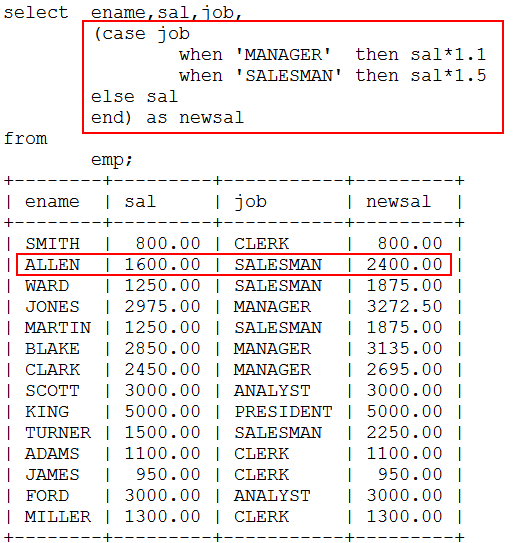 select  ename,sal,job,
        (case job
                when 'MANAGER'  then sal*1.1
                when 'SALESMAN' then sal*1.5
        else sal
        end) as newsal
from
        emp;
+--------+---------+-----------+---------+
| ename  | sal     | job       | newsal  |
+--------+---------+-----------+---------+
| SMITH  |  800.00 | CLERK     |  800.00 |
| ALLEN  | 1600.00 | SALESMAN  | 2400.00 |
| WARD   | 1250.00 | SALESMAN  | 1875.00 |
| JONES  | 2975.00 | MANAGER   | 3272.50 |
| MARTIN | 1250.00 | SALESMAN  | 1875.00 |
| BLAKE  | 2850.00 | MANAGER   | 3135.00 |
| CLARK  | 2450.00 | MANAGER   | 2695.00 |
| SCOTT  | 3000.00 | ANALYST   | 3000.00 |
| KING   | 5000.00 | PRESIDENT | 5000.00 |
| TURNER | 1500.00 | SALESMAN  | 2250.00 |
| ADAMS  | 1100.00 | CLERK     | 1100.00 |
| JAMES  |  950.00 | CLERK     |  950.00 |
| FORD   | 3000.00 | ANALYST   | 3000.00 |
| MILLER | 1300.00 | CLERK     | 1300.00 |
+--------+---------+-----------+---------+